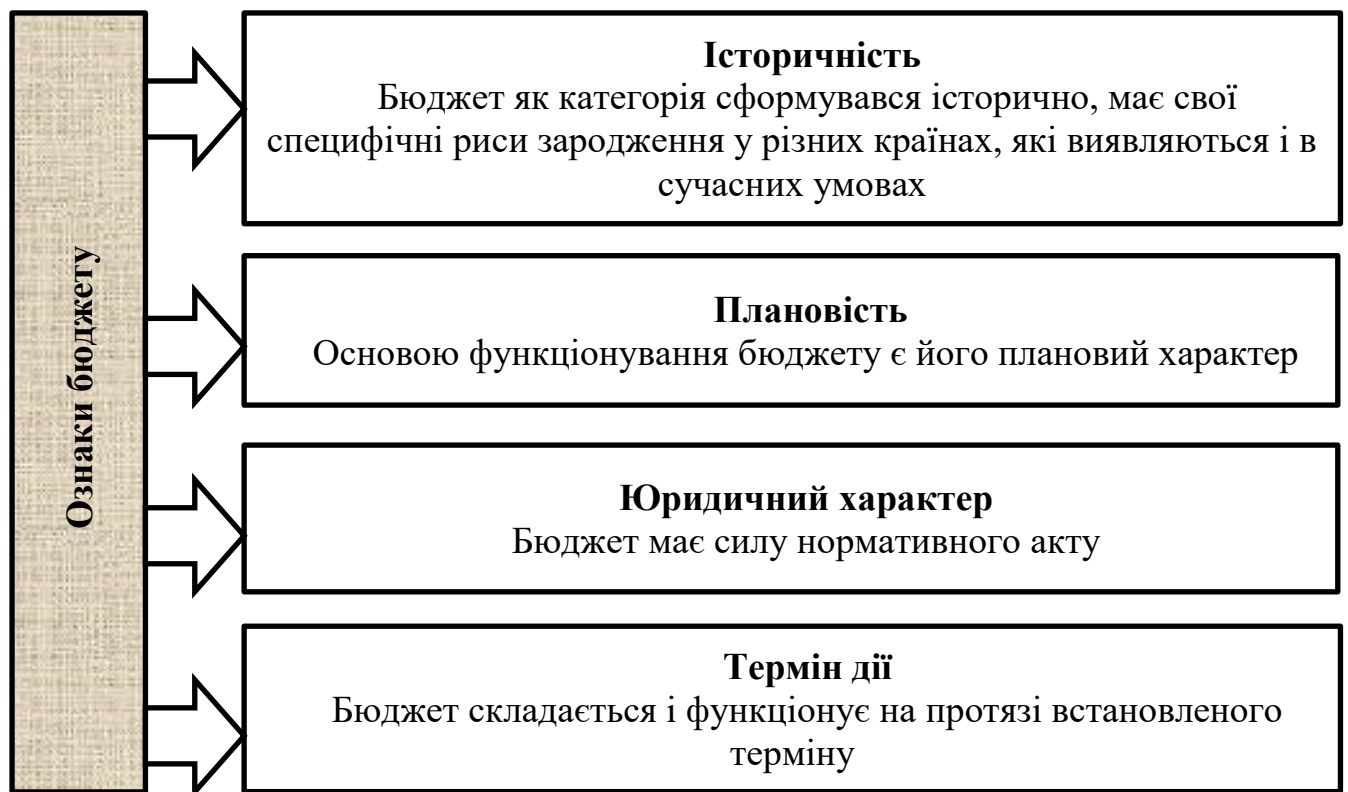 Ознаки бюджету
Історичність
Бюджет як категорія сформувався історично, має свої
специфічні риси зародження у різних країнах, які виявляються і в
сучасних умовах
Плановість
Основою функціонування бюджету є його плановий характер
Юридичний характер
Бюджет має силу нормативного акту
Термін дії
Бюджет складається і функціонує на протязі встановленого
терміну